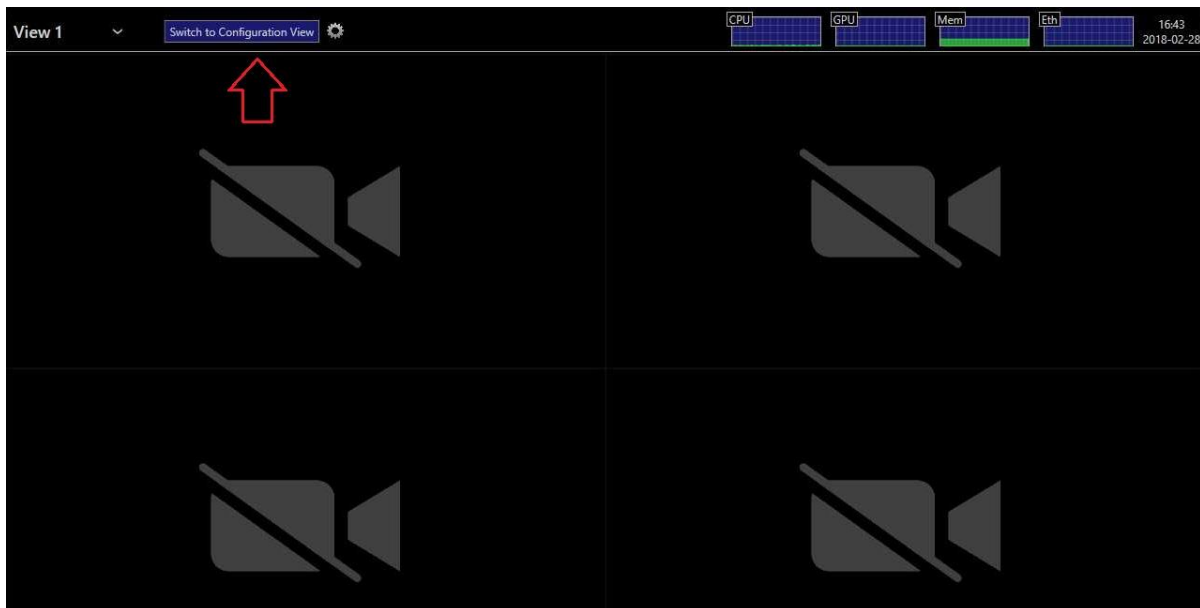 View 1
Switch to Configuration View
CPU
GPU
Mem
Eth
16:43
2018-02-28